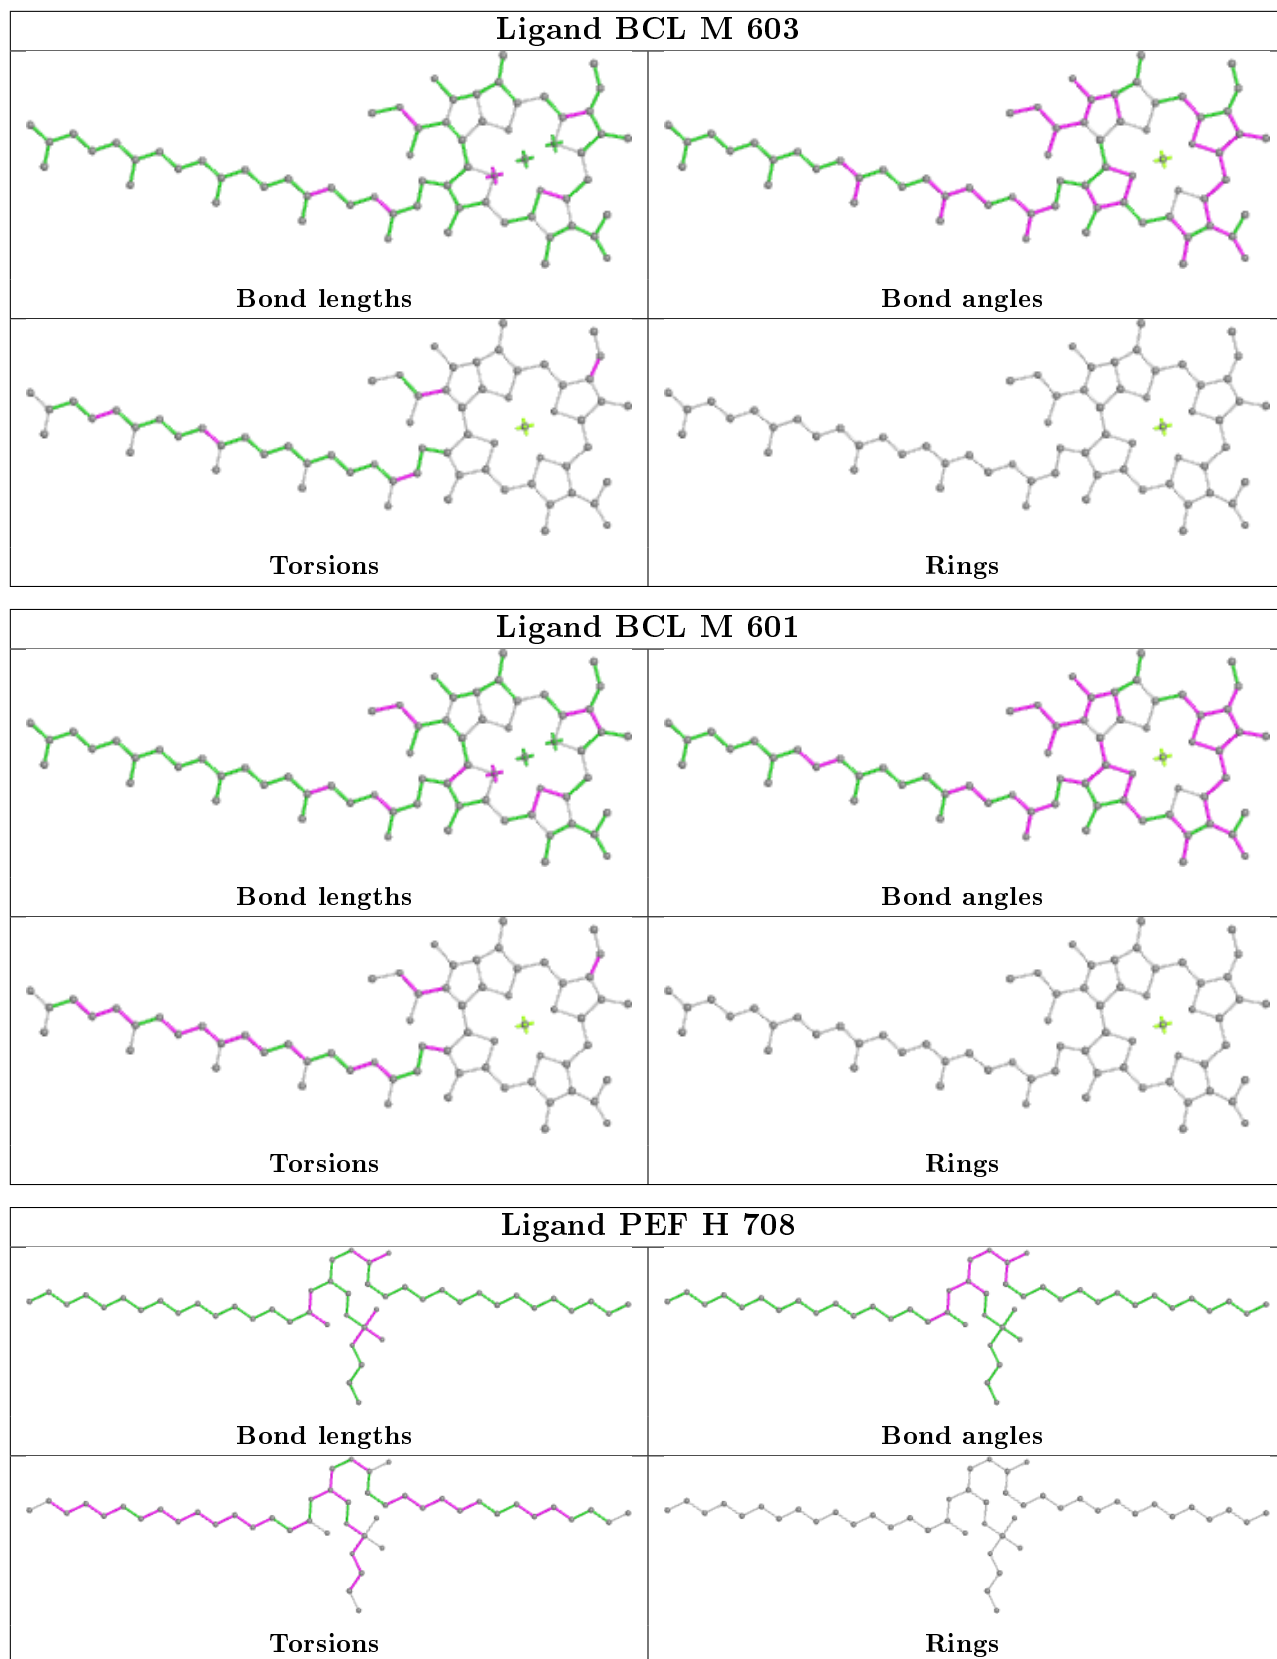 Ligand BCL M 603
Bond lengths
Bond angles
Torsions
Rings
Ligand BCL M 601
Bond lengths
Bond angles
Torsions
Rings
Ligand PEF H 708
Bond lengths
Bond angles
Torsions
Rings